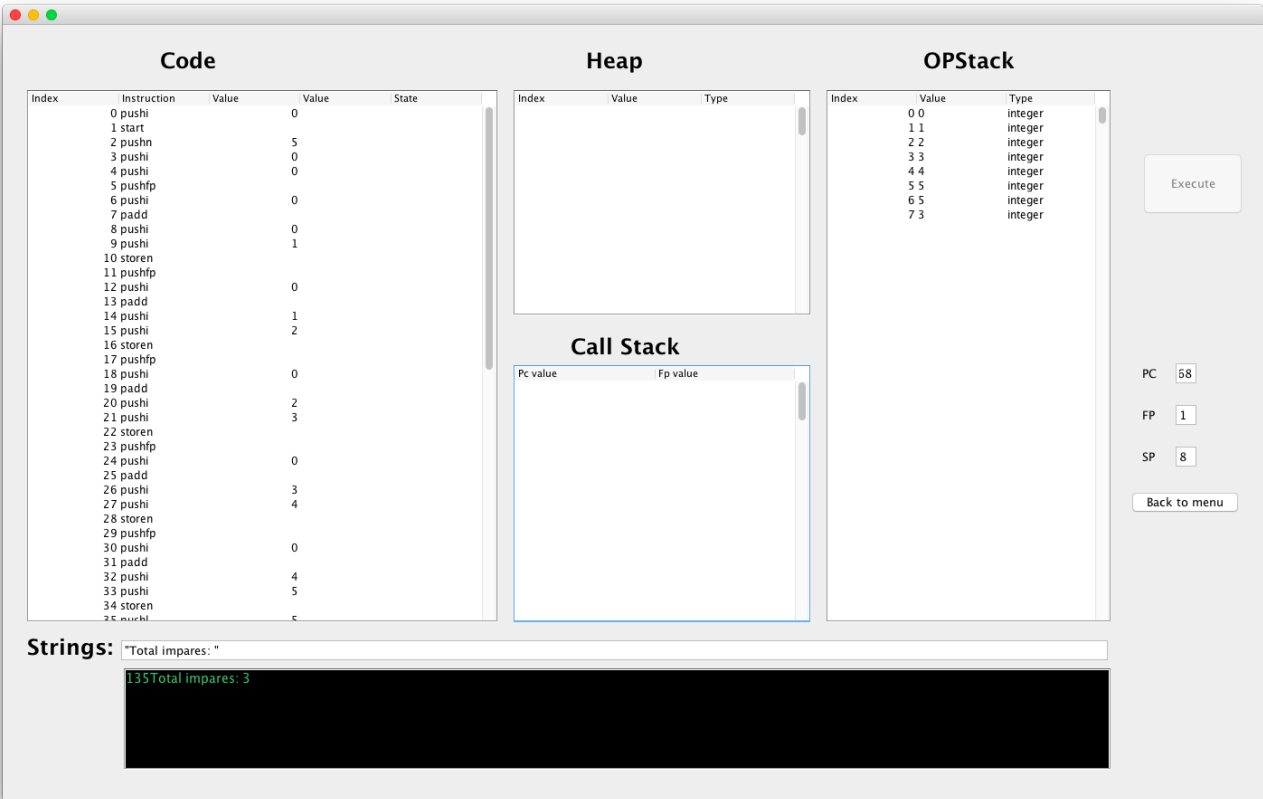 Code
Index Instruction Value Value State
0 pushi 0
1 start
2 pushn 5
3 pushi 0
4 pushi 0
5 pushfp
6 pushi 0
7 padd
8 pushi 0
9 pushi 1
10 storen
11 pushfp
12 pushi 0
13 padd
14 pushi 1
15 pushi 2
16 storen
17 pushfp
18 pushi 0
19 padd
20 pushi 2
21 pushi 3
22 storen
23 pushfp
24 pushi 0
25 padd
26 pushi 3
27 pushi 4
28 storen
29 pushfp
30 pushi 0
31 padd
32 pushi 4
33 pushi 5
34 storen
35 pushl 5
Heap
Index Value Type
Call Stack
Pc value Fp value
OPStack
Index Value Type
0 0 integer
1 1 integer
2 2 integer
3 3 integer
4 4 integer
5 5 integer
6 5 integer
7 3 integer
Execute
PC 68
FP 1
SP 8
Back to menu
Strings: "Total impares: "
135Total impares: 3